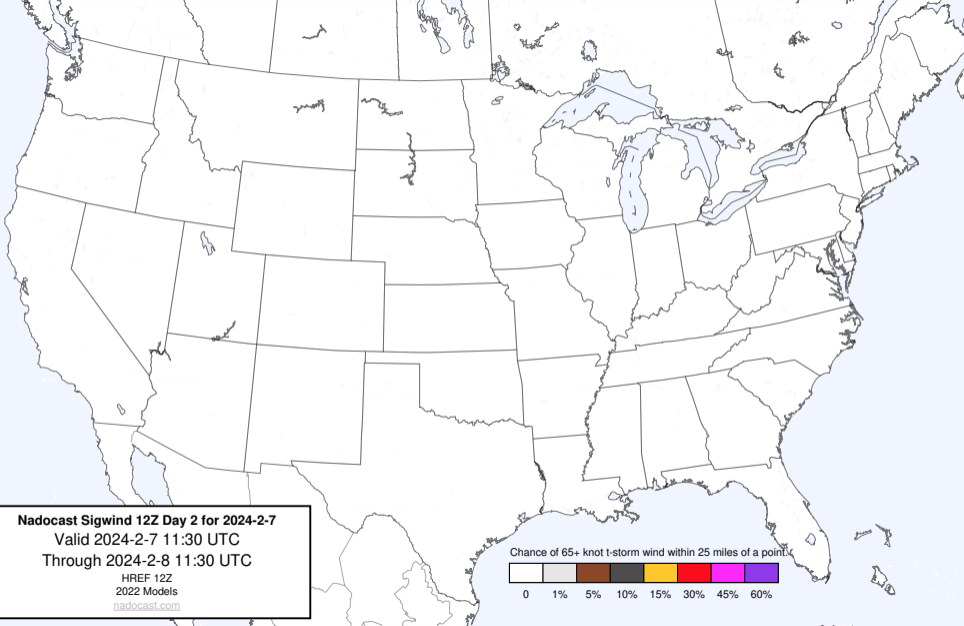 Nadocast Sigwind 12Z Day 2 for 2024-2-7
Valid 2024-2-7 11:30 UTC
Through 2024-2-8 11:30 UTC
HREF 12Z
2022 Models
nadocast.com
Chance of 65+ knot t-storm wind within 25 miles of a point.
0 1% 5% 10% 15% 30% 45% 60%